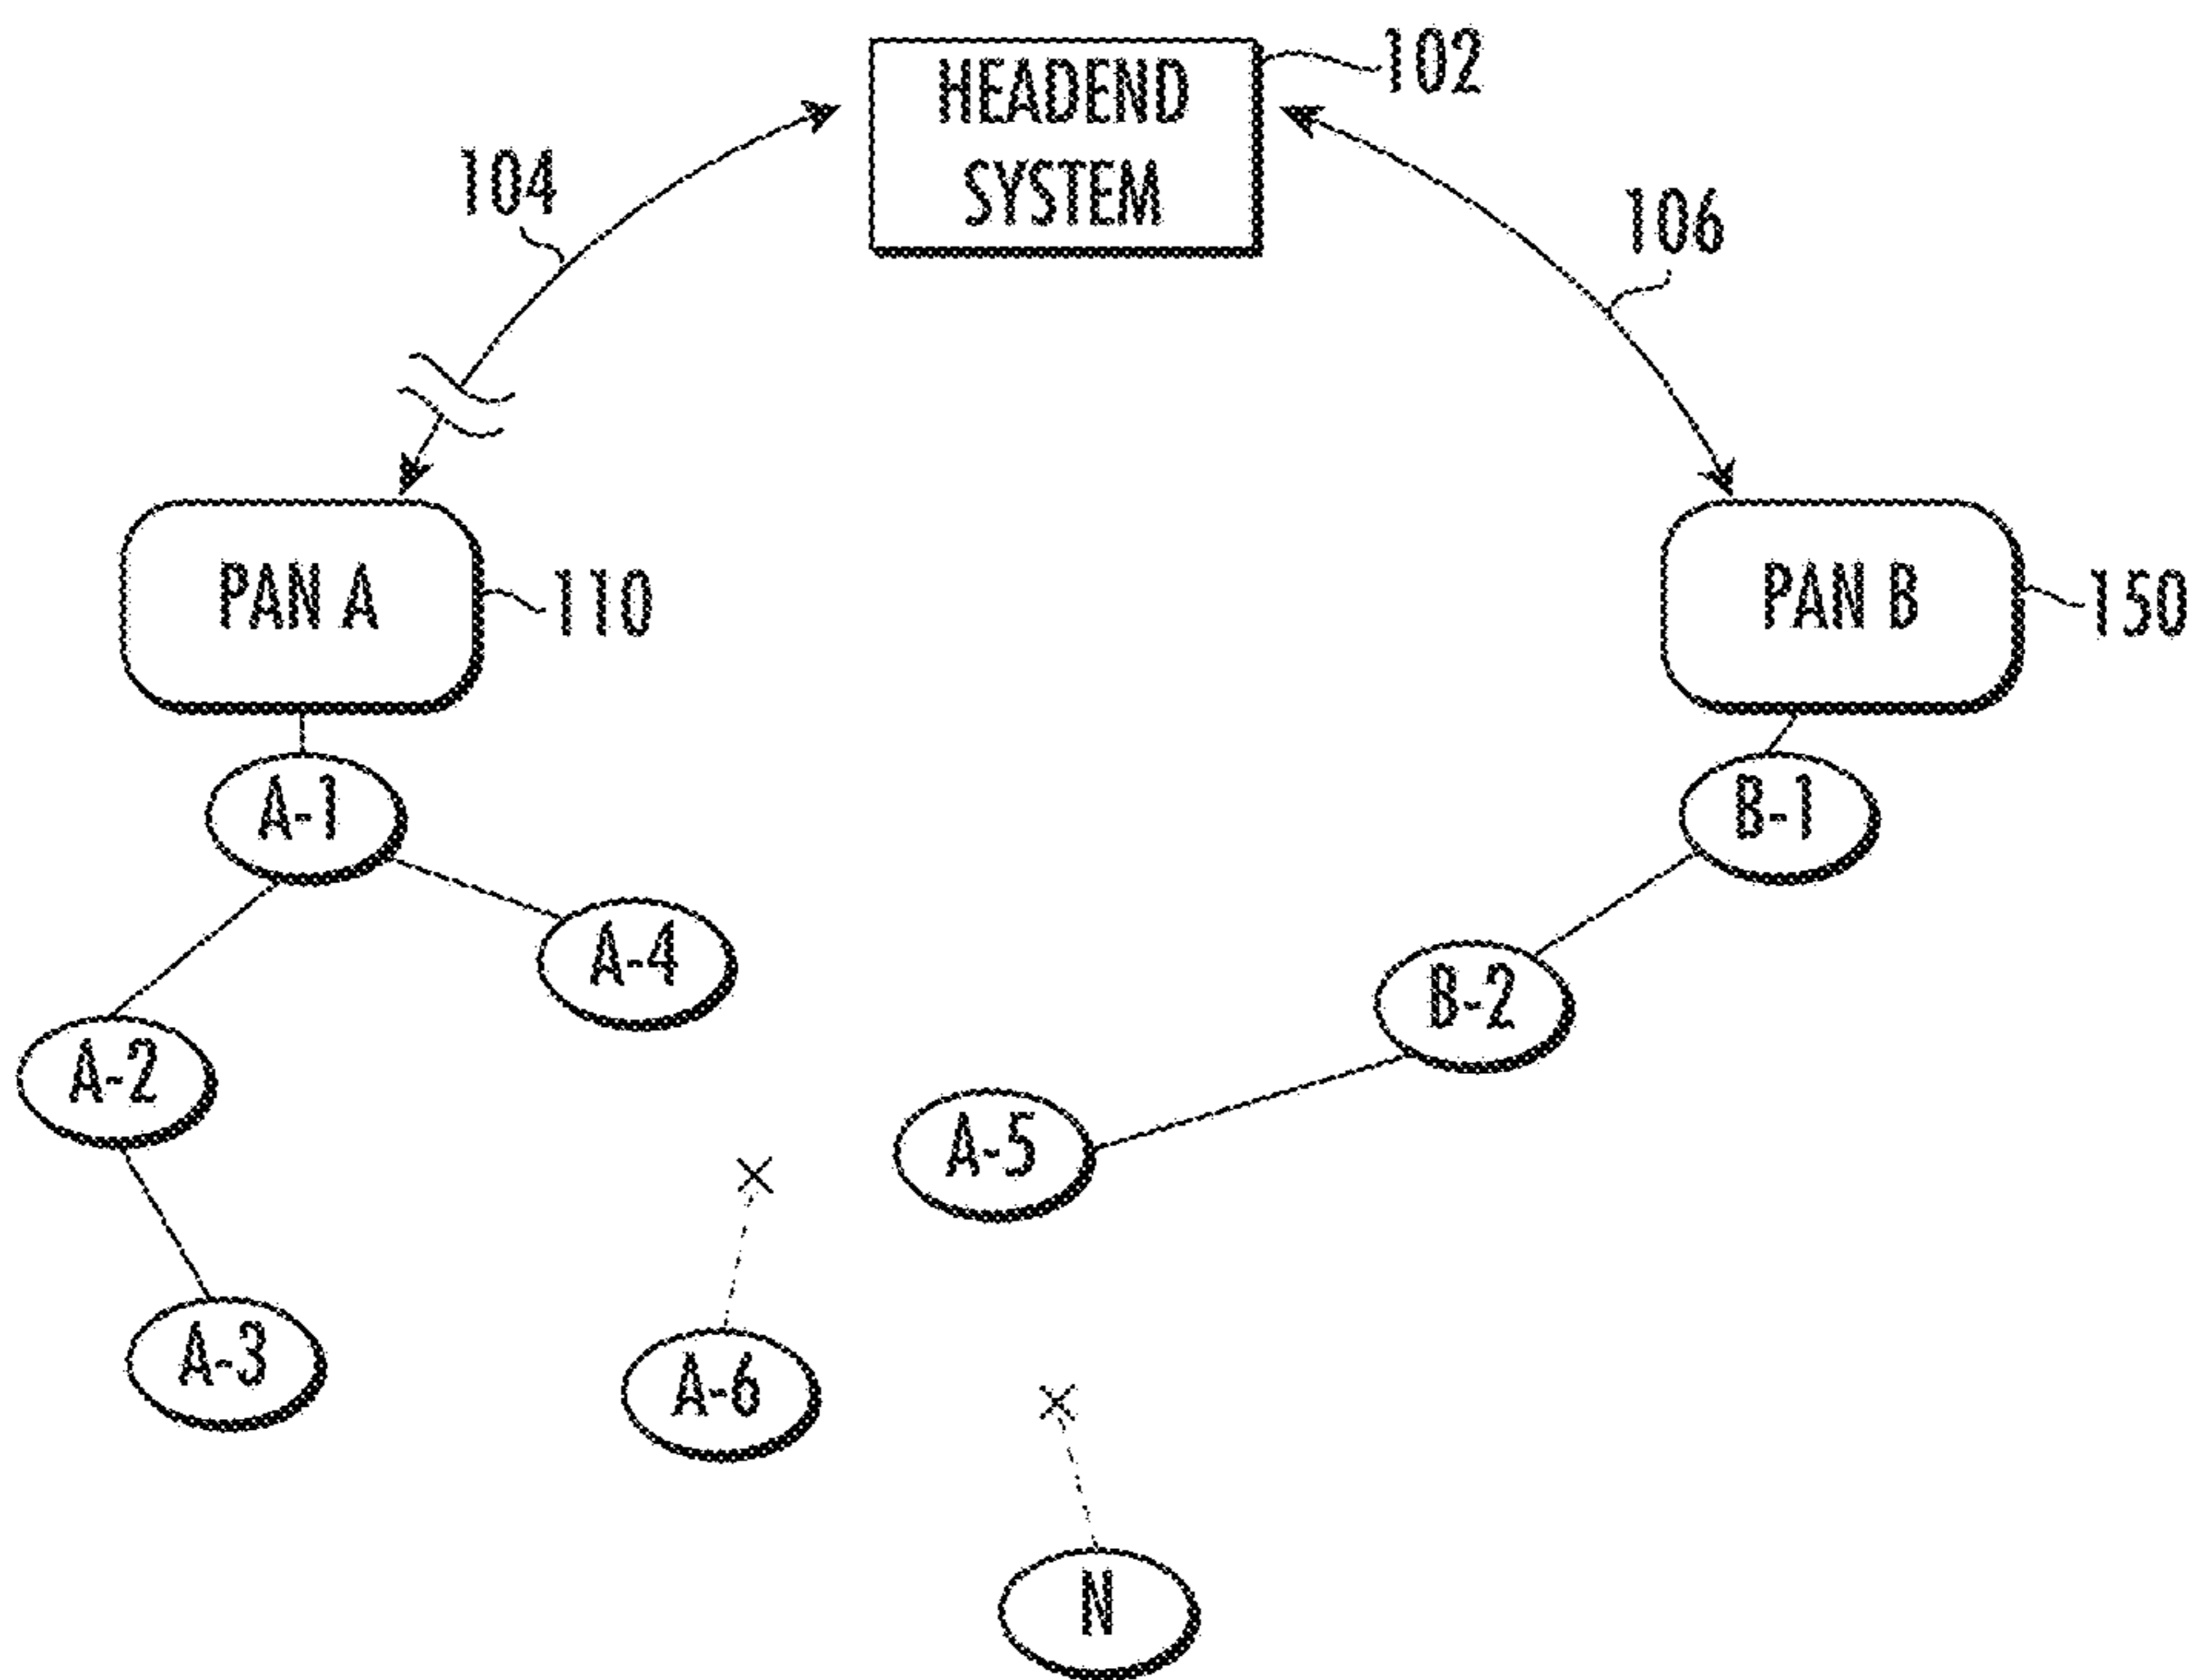 HEADEND
SYSTEM
102
104
106
PAN A
110
PAN B
150
A-1
B-1
A-4
B-2
A-2
A-5
A-3
A-6
N